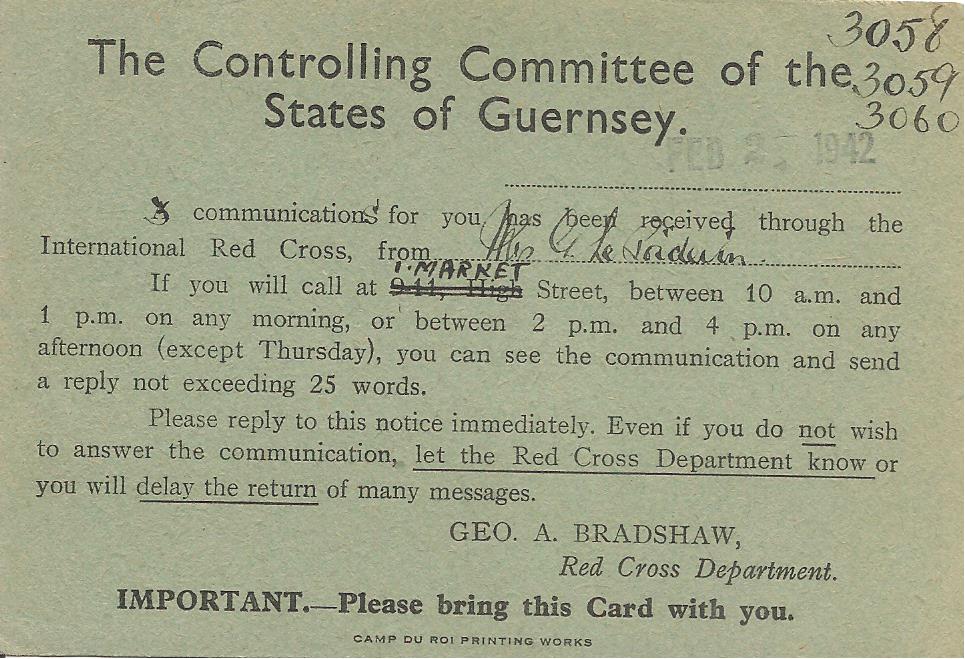 3058
The Controlling Committee of the 3059
States of Guernsey. 3060
FEB 2, 1942
3 communications for you has been received through the
International Red Cross, from Mrs G Le
1. MARKET
If you will call at 9-11, High Street, between 10 a.m. and
1 p.m. on any morning, or between 2 p.m. and 4 p.m. on any
afternoon (except Thursday), you can see the communication and send
a reply not exceeding 25 words.
Please reply to this notice immediately. Even if you do not wish
to answer the communication, let the Red Cross Department know or
you will delay the return of many messages.
GEO. A. BRADSHAW,
Red Cross Department.
IMPORTANT.—Please bring this Card with you.
CAMP DU ROI PRINTING WORKS